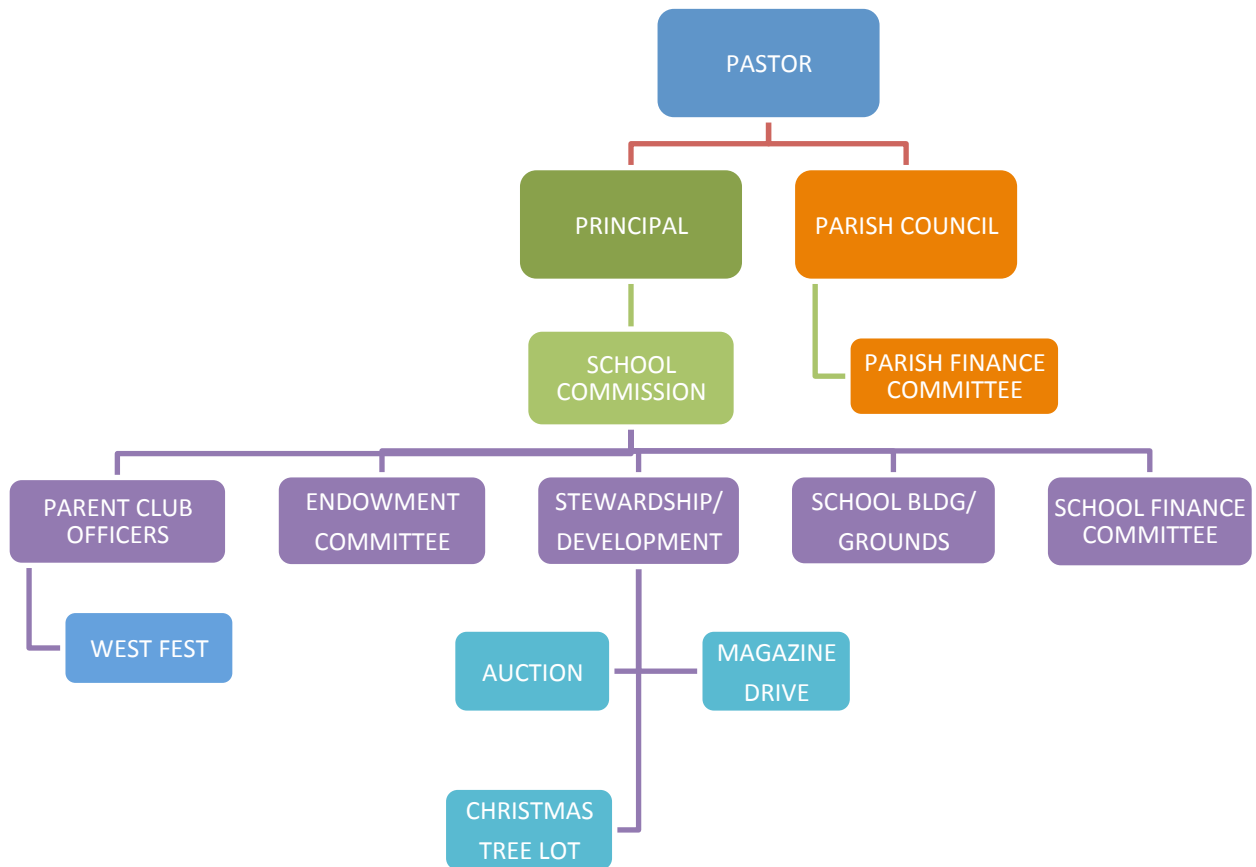 PASTOR
PRINCIPAL
PARISH COUNCIL
SCHOOL
COMMISSION
PARISH FINANCE
COMMITTEE
PARENT CLUB
OFFICERS
ENDOWMENT
COMMITTEE
STEWARDSHIP/
DEVELOPMENT
SCHOOL BLDG/
GROUNDS
SCHOOL FINANCE
COMMITTEE
WEST FEST
AUCTION
MAGAZINE
DRIVE
CHRISTMAS
TREE LOT